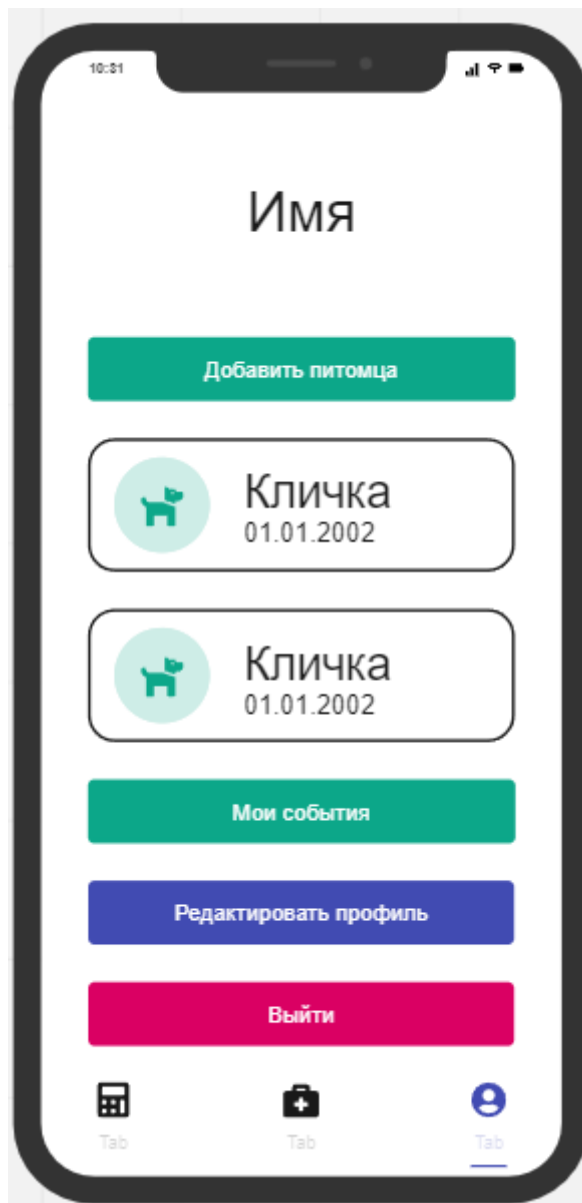 10:31
Имя
Добавить питомца
Кличка
01.01.2002
Кличка
01.01.2002
Мои события
Редактировать профиль
Выйти
Tab Tab Tab